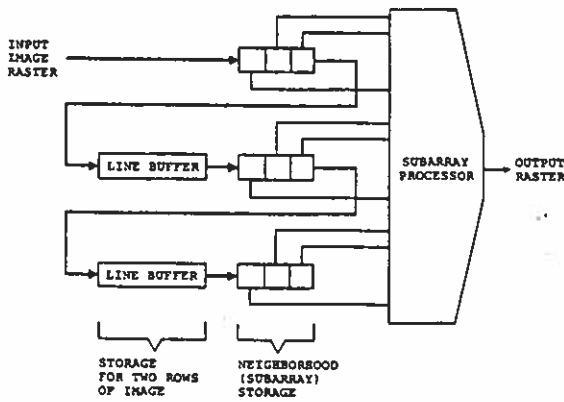 INPUT
IMAGE
RASTER
LINE BUFFER
SUBARRAY
PROCESSOR
OUTPUT
RASTER
LINE BUFFER
STORAGE
FOR TWO ROWS
OF IMAGE
NEIGHBORHOOD
(SUBARRAY)
STORAGE